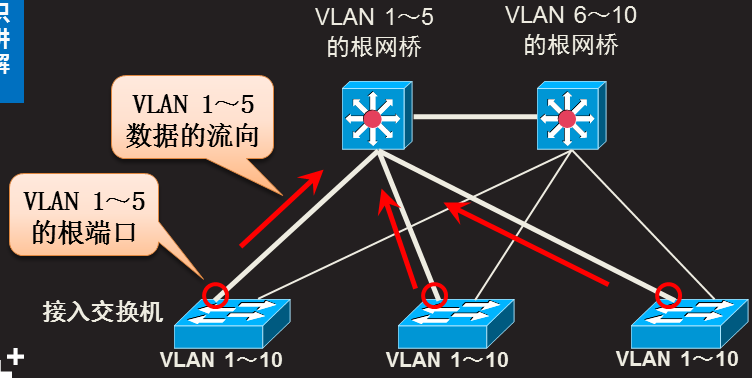 讲
解
VLAN 1～5
的根网桥
VLAN 6～10
的根网桥
VLAN 1～5
数据的流向
VLAN 1～5
的根端口
接入交换机
VLAN 1～10
VLAN 1～10
VLAN 1～10